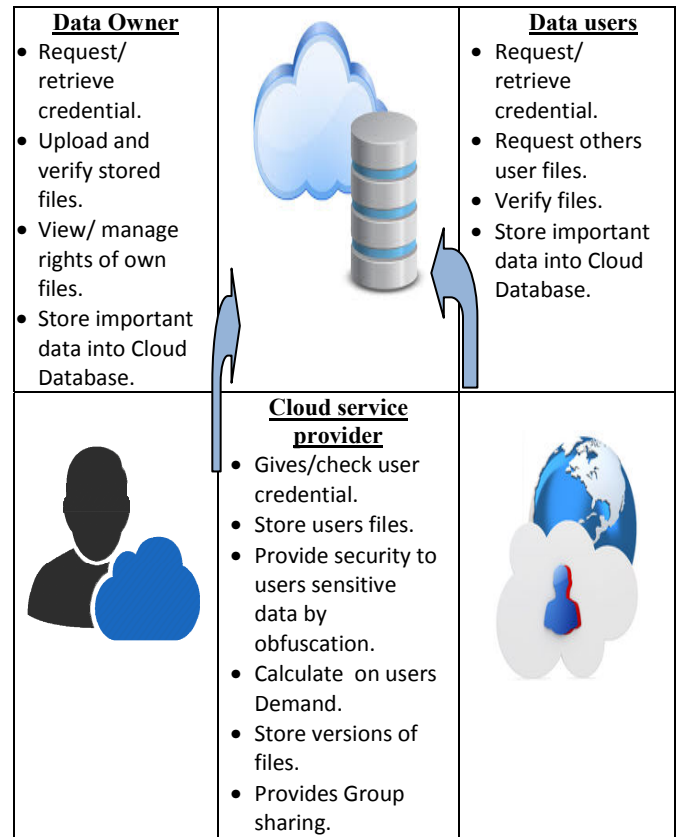 Data Owner
• Request/
retrieve
credential.
• Upload and
verify stored
files.
• View/ manage
rights of own
files.
• Store important
data into Cloud
Database.
Data users
• Request/
retrieve
credential.
• Request others
user files.
• Verify files.
• Store important
data into Cloud
Database.
Cloud service
provider
• Gives/check user
credential.
• Store users files.
• Provide security to
users sensitive
data by
obfuscation.
• Calculate on users
Demand.
• Store versions of
files.
• Provides Group
sharing.